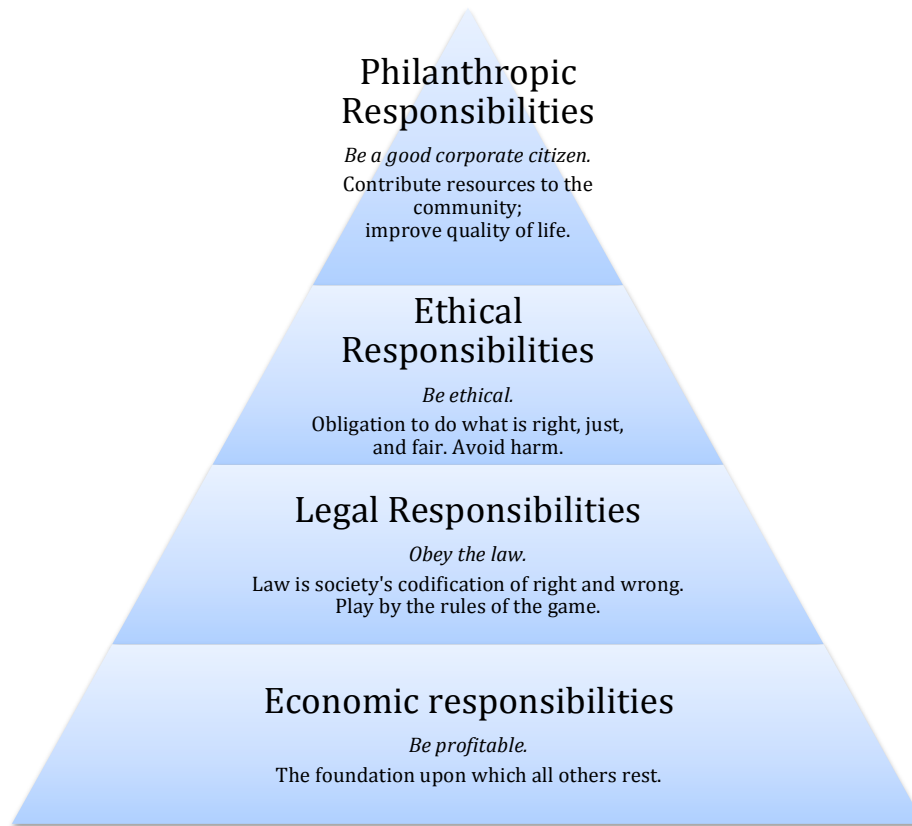 Philanthropic
Responsibilities
Be a good corporate citizen.
Contribute resources to the
community;
improve quality of life.
Ethical
Responsibilities
Be ethical.
Obligation to do what is right, just,
and fair. Avoid harm.
Legal Responsibilities
Obey the law.
Law is society's codification of right and wrong.
Play by the rules of the game.
Economic responsibilities
Be profitable.
The foundation upon which all others rest.